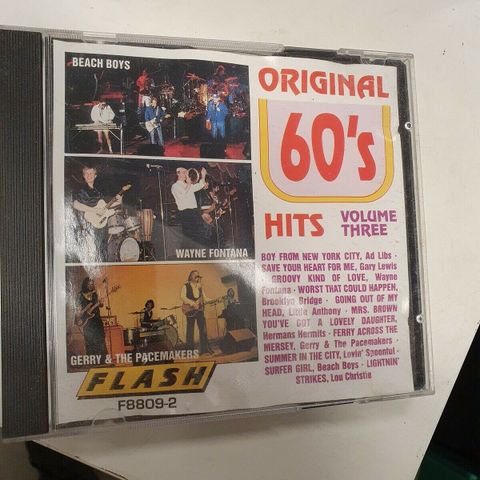 BEACH BOYS
WAYNE FONTANA
GERRY & THE PACEMAKERS
FLASH
F8809-2
ORIGINAL
60's
HITS VOLUME THREE
BOY FROM NEW YORK CITY, Ad Libs ·
SAVE YOUR HEART FOR ME, Gary Lewis
· GROOVY KIND OF LOVE, Wayne
Fontana · WORST THAT COULD HAPPEN,
Brooklyn Bridge · GOING OUT OF MY
HEAD, Little Anthony · MRS. BROWN
YOU'VE GOT A LOVELY DAUGHTER,
Hermans Hermits · FERRY ACROSS THE
MERSEY, Gerry & The Pacemakers ·
SUMMER IN THE CITY, Lovin' Spoonful ·
SURFER GIRL, Beach Boys · LIGHTNIN'
STRIKES, Lou Christie